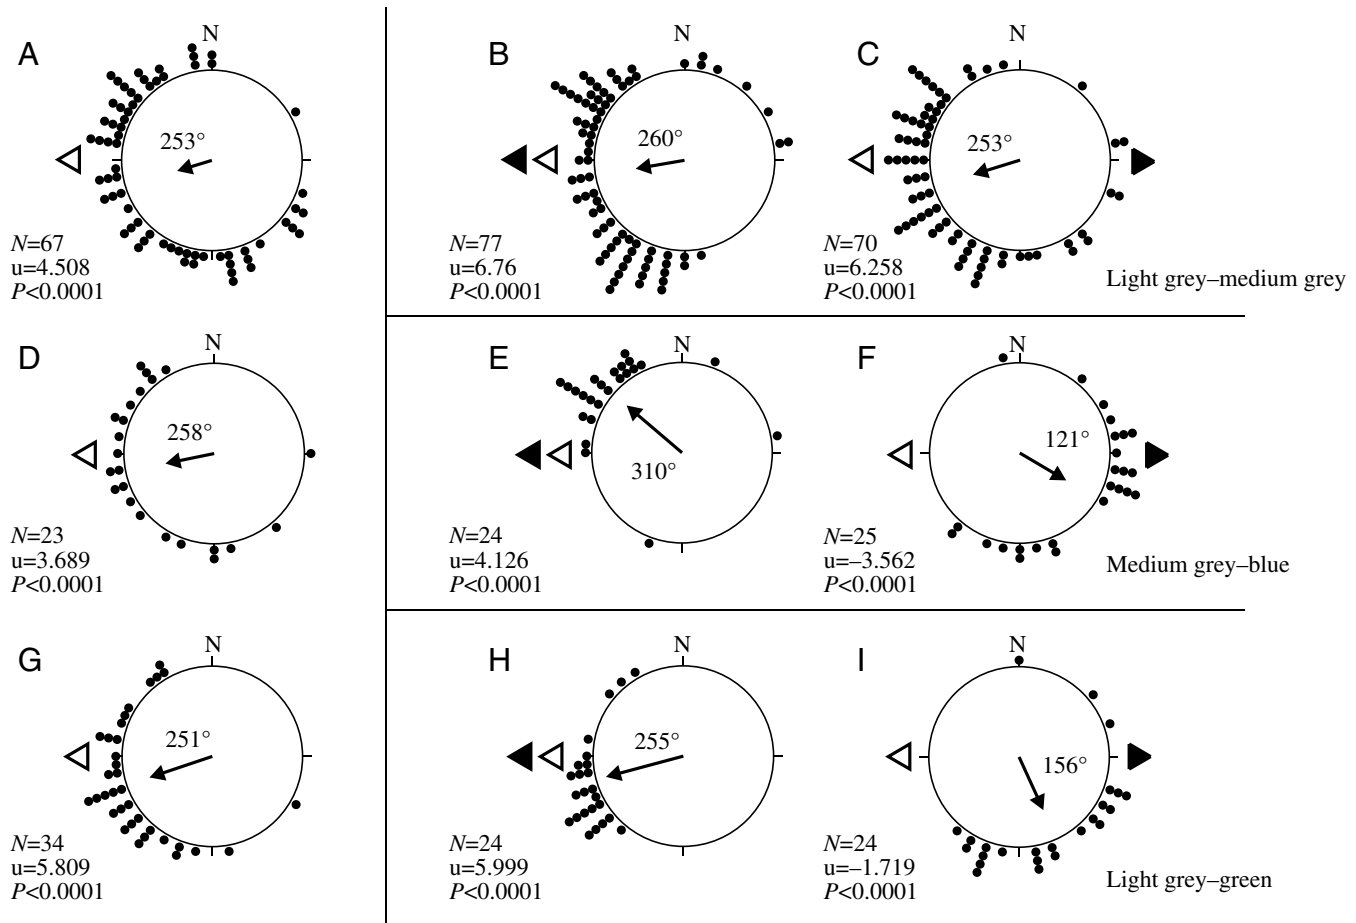 A
N
253°
N=67
u=4.508
P<0.0001
B
N
260°
N=77
u=6.76
P<0.0001
C
N
253°
N=70
u=6.258
P<0.0001
Light grey–medium grey
D
N
258°
N=23
u=3.689
P<0.0001
E
N
310°
N=24
u=4.126
P<0.0001
F
N
121°
N=25
u=–3.562
P<0.0001
Medium grey–blue
G
N
251°
N=34
u=5.809
P<0.0001
H
N
255°
N=24
u=5.999
P<0.0001
I
N
156°
N=24
u=–1.719
P<0.0001
Light grey–green